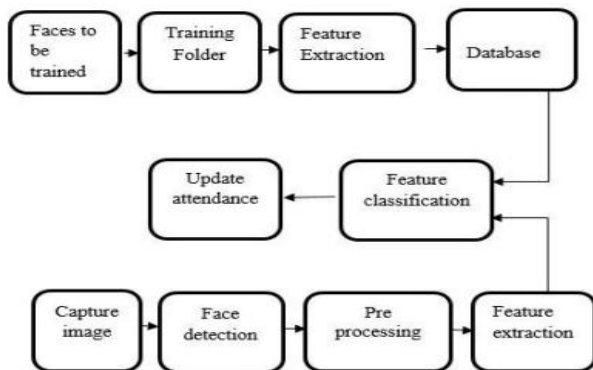 Faces to
be
trained
Training
Folder
Feature
Extraction
Database
Update
attendance
Feature
classification
Capture
image
Face
detection
Pre
processing
Feature
extraction